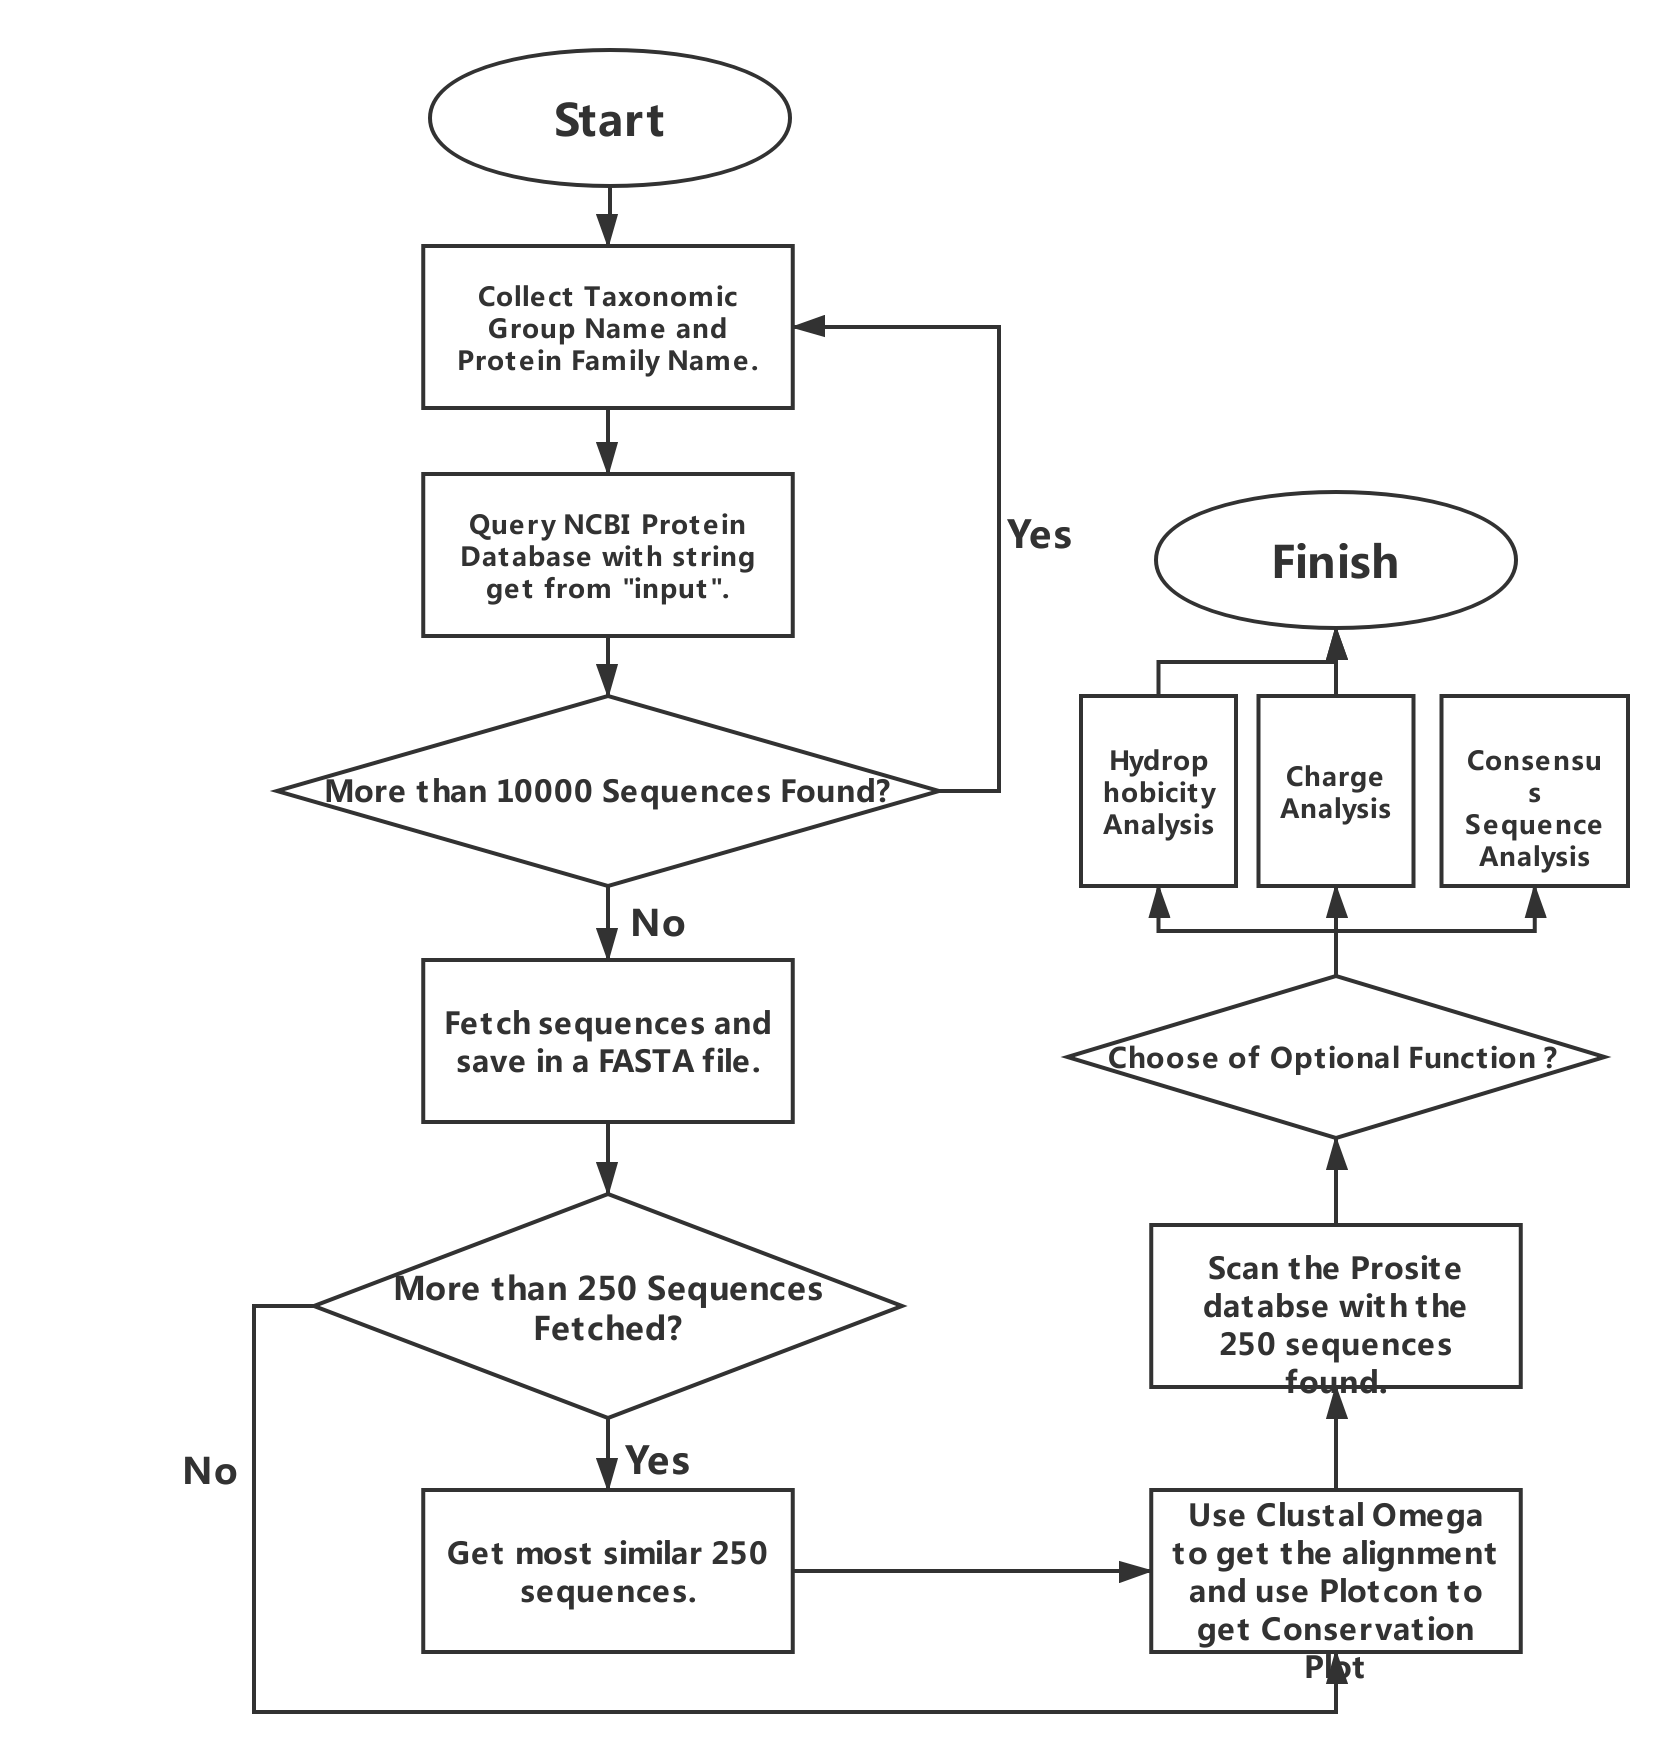 Start
Collect Taxonomic
Group Name and
Protein Family Name.
Query NCBI Protein
Database with string
get from "input".
Yes
More than 10000 Sequences Found?
No
Fetch sequences and
save in a FASTA file.
More than 250 Sequences
Fetched?
No
Yes
Get most similar 250
sequences.
Use Clustal Omega
to get the alignment
and use Plotcon to
get Conservation
Plot
Scan the Prosite
databse with the
250 sequences
found.
Choose of Optional Function ?
Hydrop
hobicity
Analysis
Charge
Analysis
Consensu
s
Sequence
Analysis
Finish